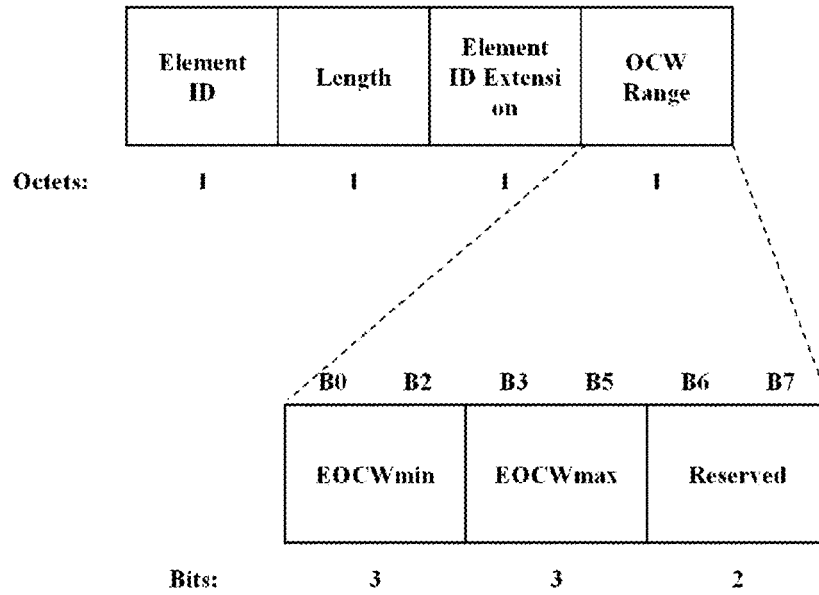 Element
ID
Length
Element
ID Extensi
on
OCW
Range
Octets: 1 1 1 1
B0 B2 B3 B5 B6 B7
EOCWmin EOCWmax Reserved
Bits: 3 3 2